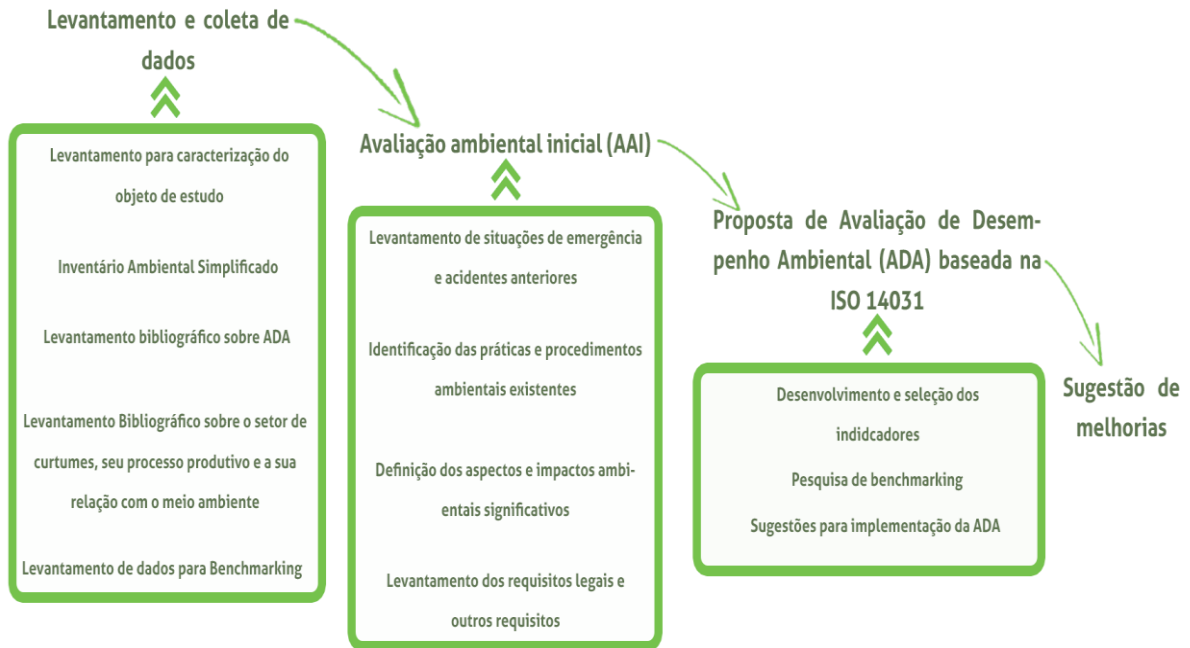 Levantamento e coleta de
dados
Levantamento para caracterização do
objeto de estudo
Inventário Ambiental Simplificado
Levantamento bibliográfico sobre ADA
Levantamento Bibliográfico sobre o setor de
curtumes, seu processo produtivo e a sua
relação com o meio ambiente
Levantamento de dados para Benchmarking
Avaliação ambiental inicial (AAI)
Levantamento de situações de emergência
e acidentes anteriores
Identificação das práticas e procedimentos
ambientais existentes
Definição dos aspectos e impactos ambi-
entais significativos
Levantamento dos requisitos legais e
outros requisitos
Proposta de Avaliação de Desem-
penho Ambiental (ADA) baseada na
ISO 14031
Desenvolvimento e seleção dos
indidcadores
Pesquisa de benchmarking
Sugestões para implementação da ADA
Sugestão de
melhorias